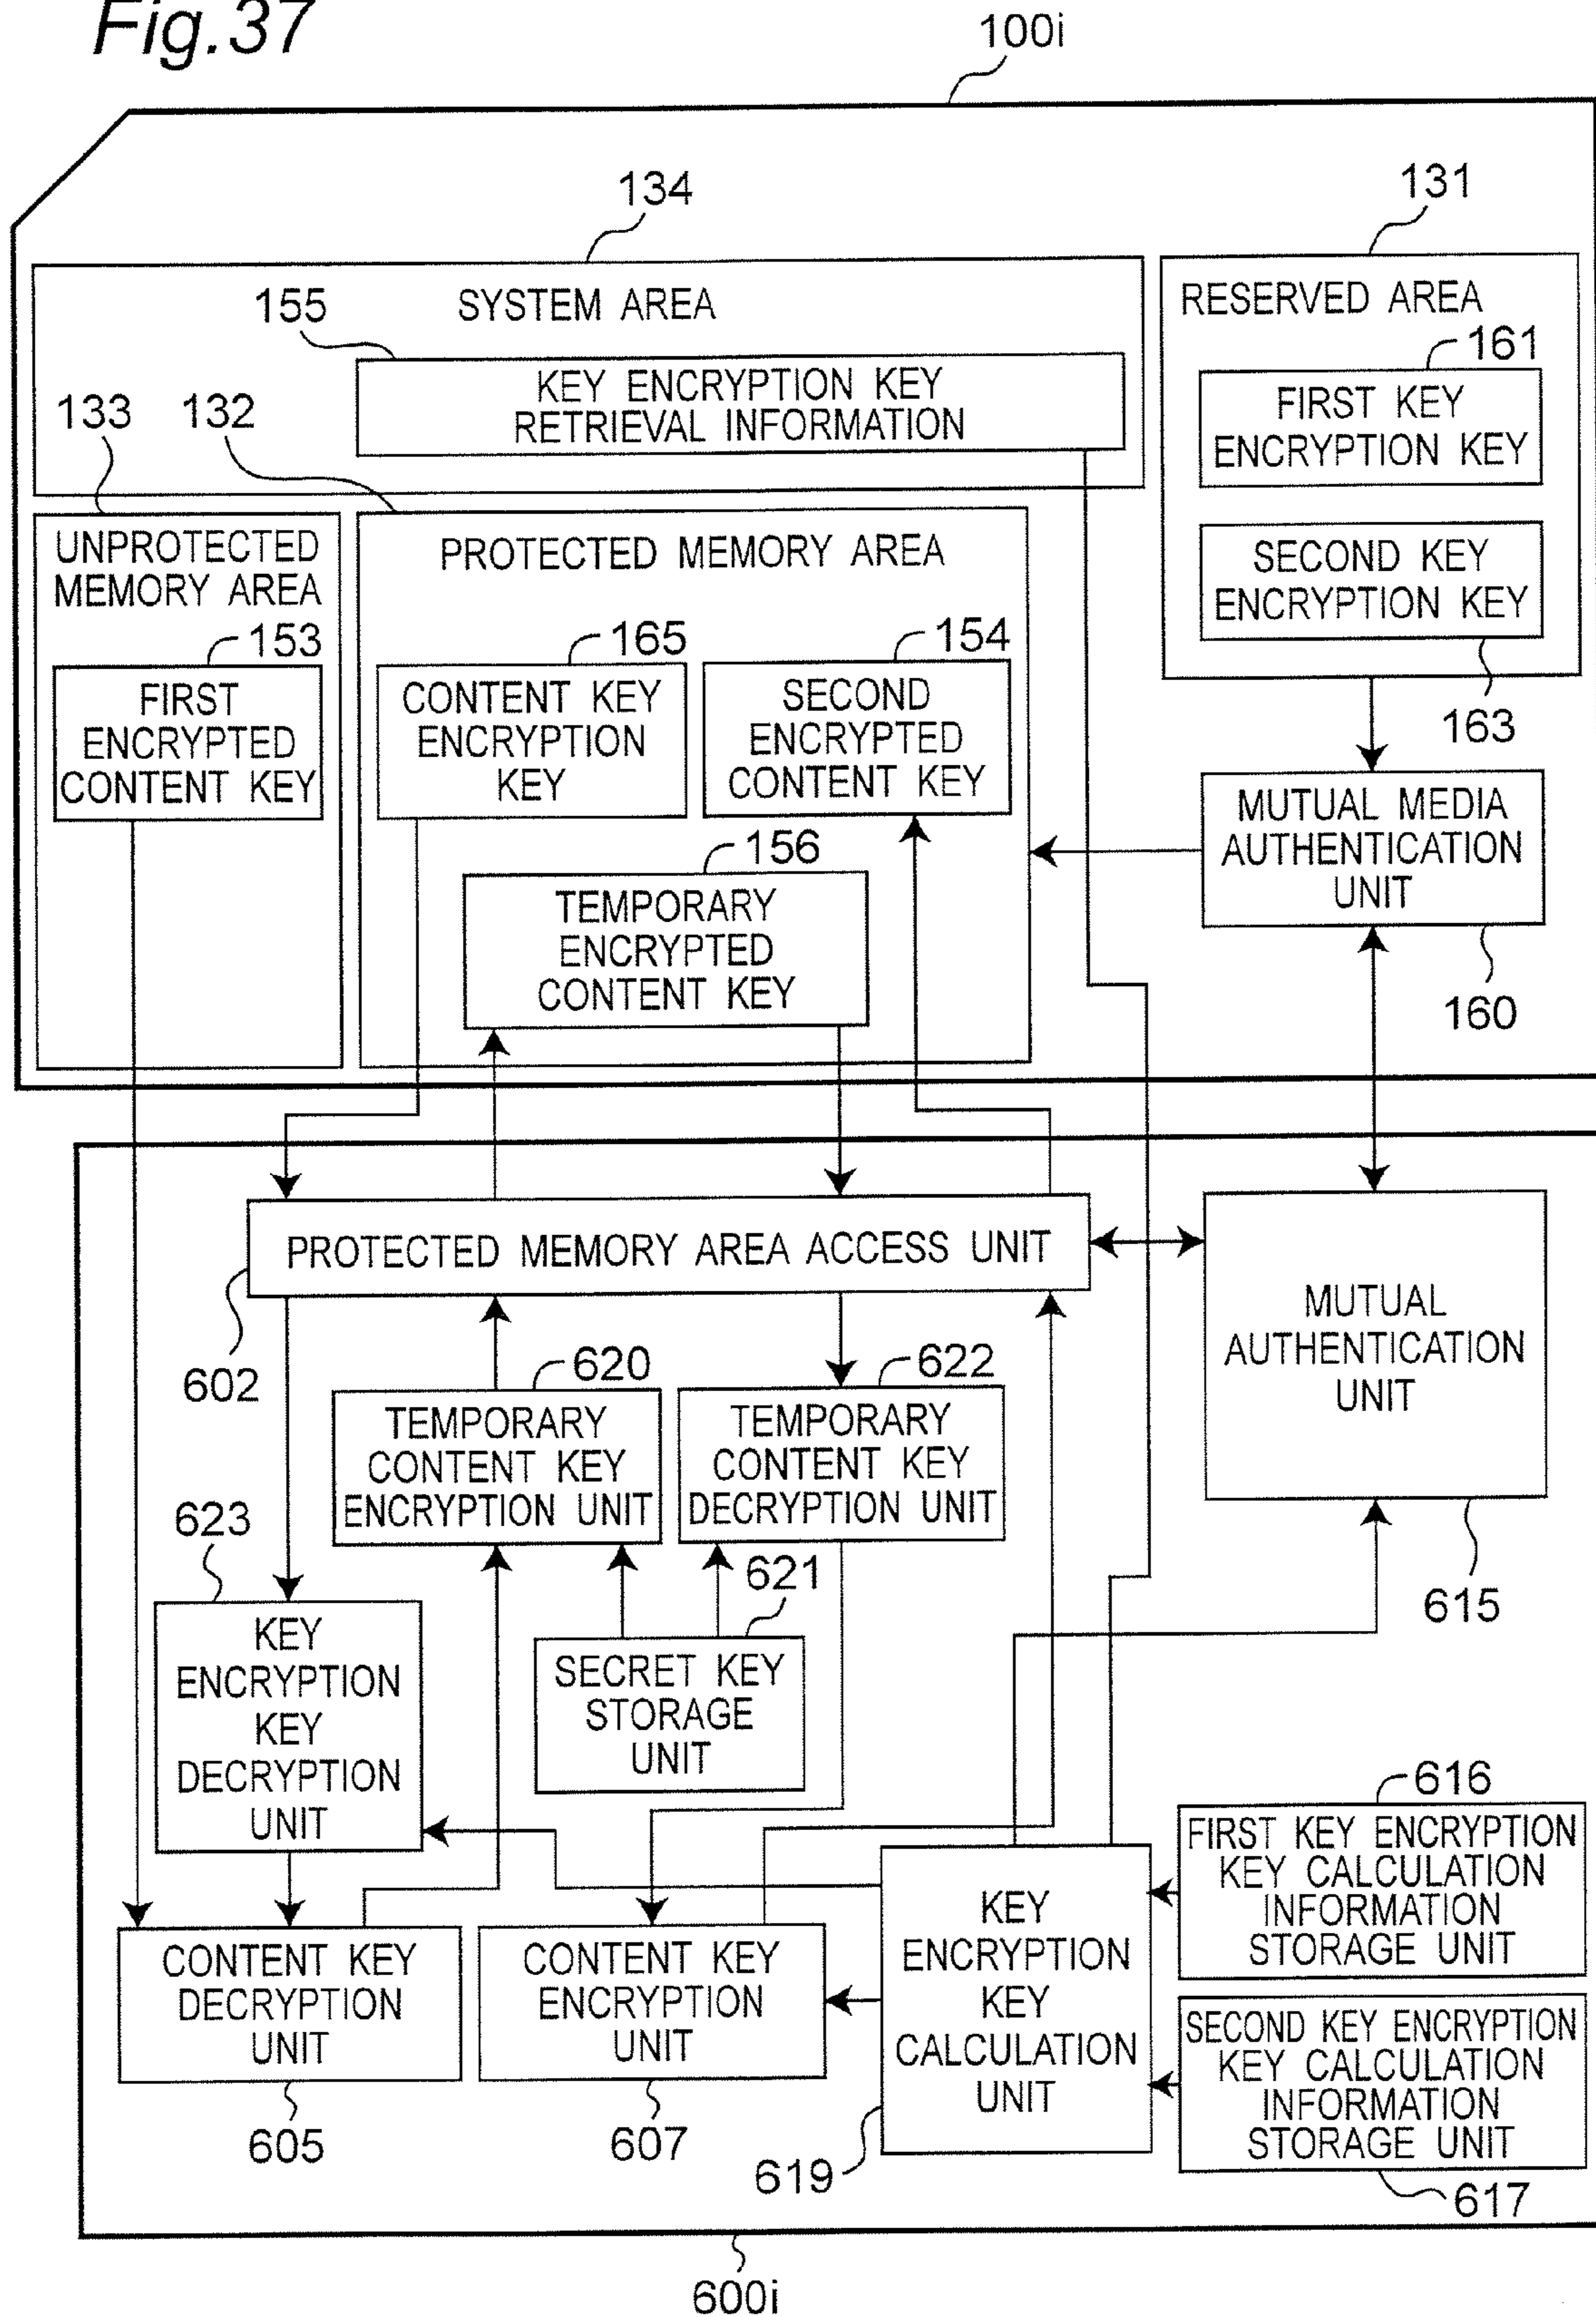 Fig.37
100i
134
131
155
SYSTEM AREA
RESERVED AREA
161
KEY ENCRYPTION KEY
RETRIEVAL INFORMATION
FIRST KEY
ENCRYPTION KEY
133
132
UNPROTECTED
MEMORY AREA
PROTECTED MEMORY AREA
SECOND KEY
ENCRYPTION KEY
163
153
165
154
FIRST
ENCRYPTED
CONTENT KEY
CONTENT KEY
ENCRYPTION
KEY
SECOND
ENCRYPTED
CONTENT KEY
156
TEMPORARY
ENCRYPTED
CONTENT KEY
MUTUAL MEDIA
AUTHENTICATION
UNIT
160
PROTECTED MEMORY AREA ACCESS UNIT
602
MUTUAL
AUTHENTICATION
UNIT
615
620
622
TEMPORARY
CONTENT KEY
ENCRYPTION UNIT
TEMPORARY
CONTENT KEY
DECRYPTION UNIT
623
621
KEY
ENCRYPTION
KEY
DECRYPTION
UNIT
SECRET KEY
STORAGE
UNIT
616
FIRST KEY ENCRYPTION
KEY CALCULATION
INFORMATION
STORAGE UNIT
CONTENT KEY
DECRYPTION
UNIT
605
CONTENT KEY
ENCRYPTION
UNIT
607
KEY
ENCRYPTION
KEY
CALCULATION
UNIT
619
SECOND KEY ENCRYPTION
KEY CALCULATION
INFORMATION
STORAGE UNIT
617
600i